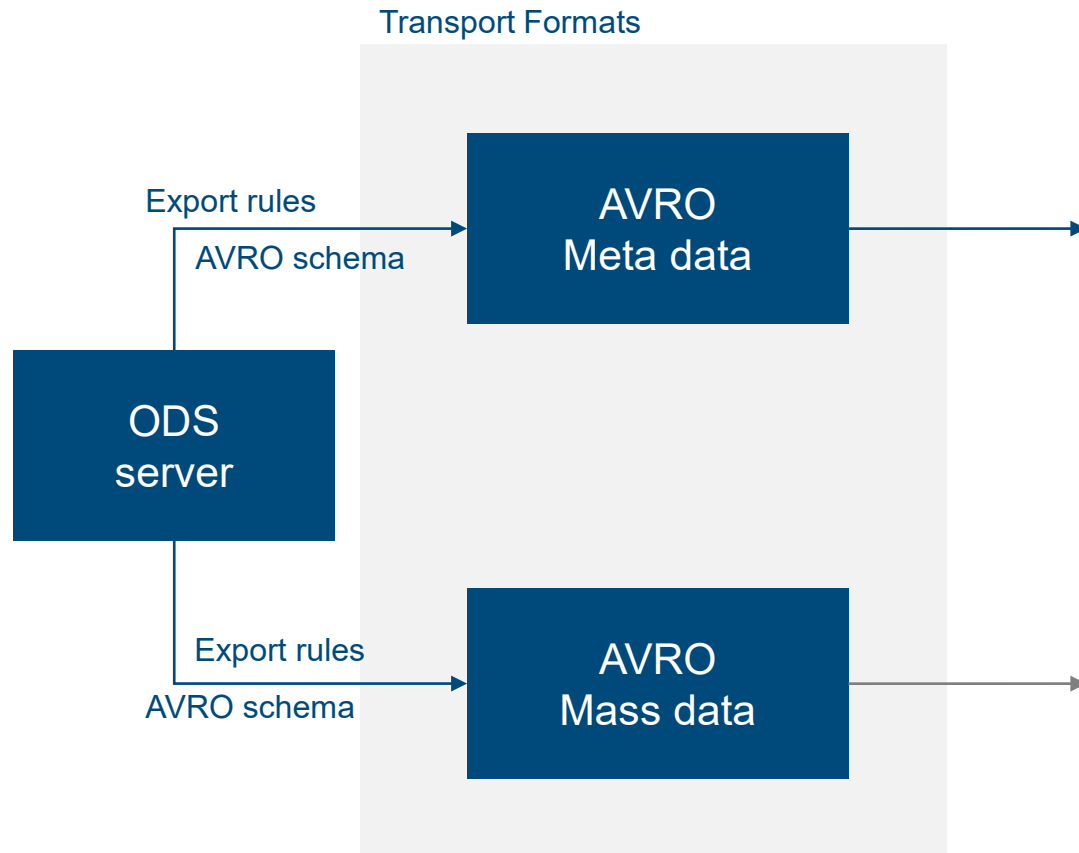 Transport Formats
Export rules
AVRO schema
AVRO
Meta data
ODS
server
Export rules
AVRO schema
AVRO
Mass data